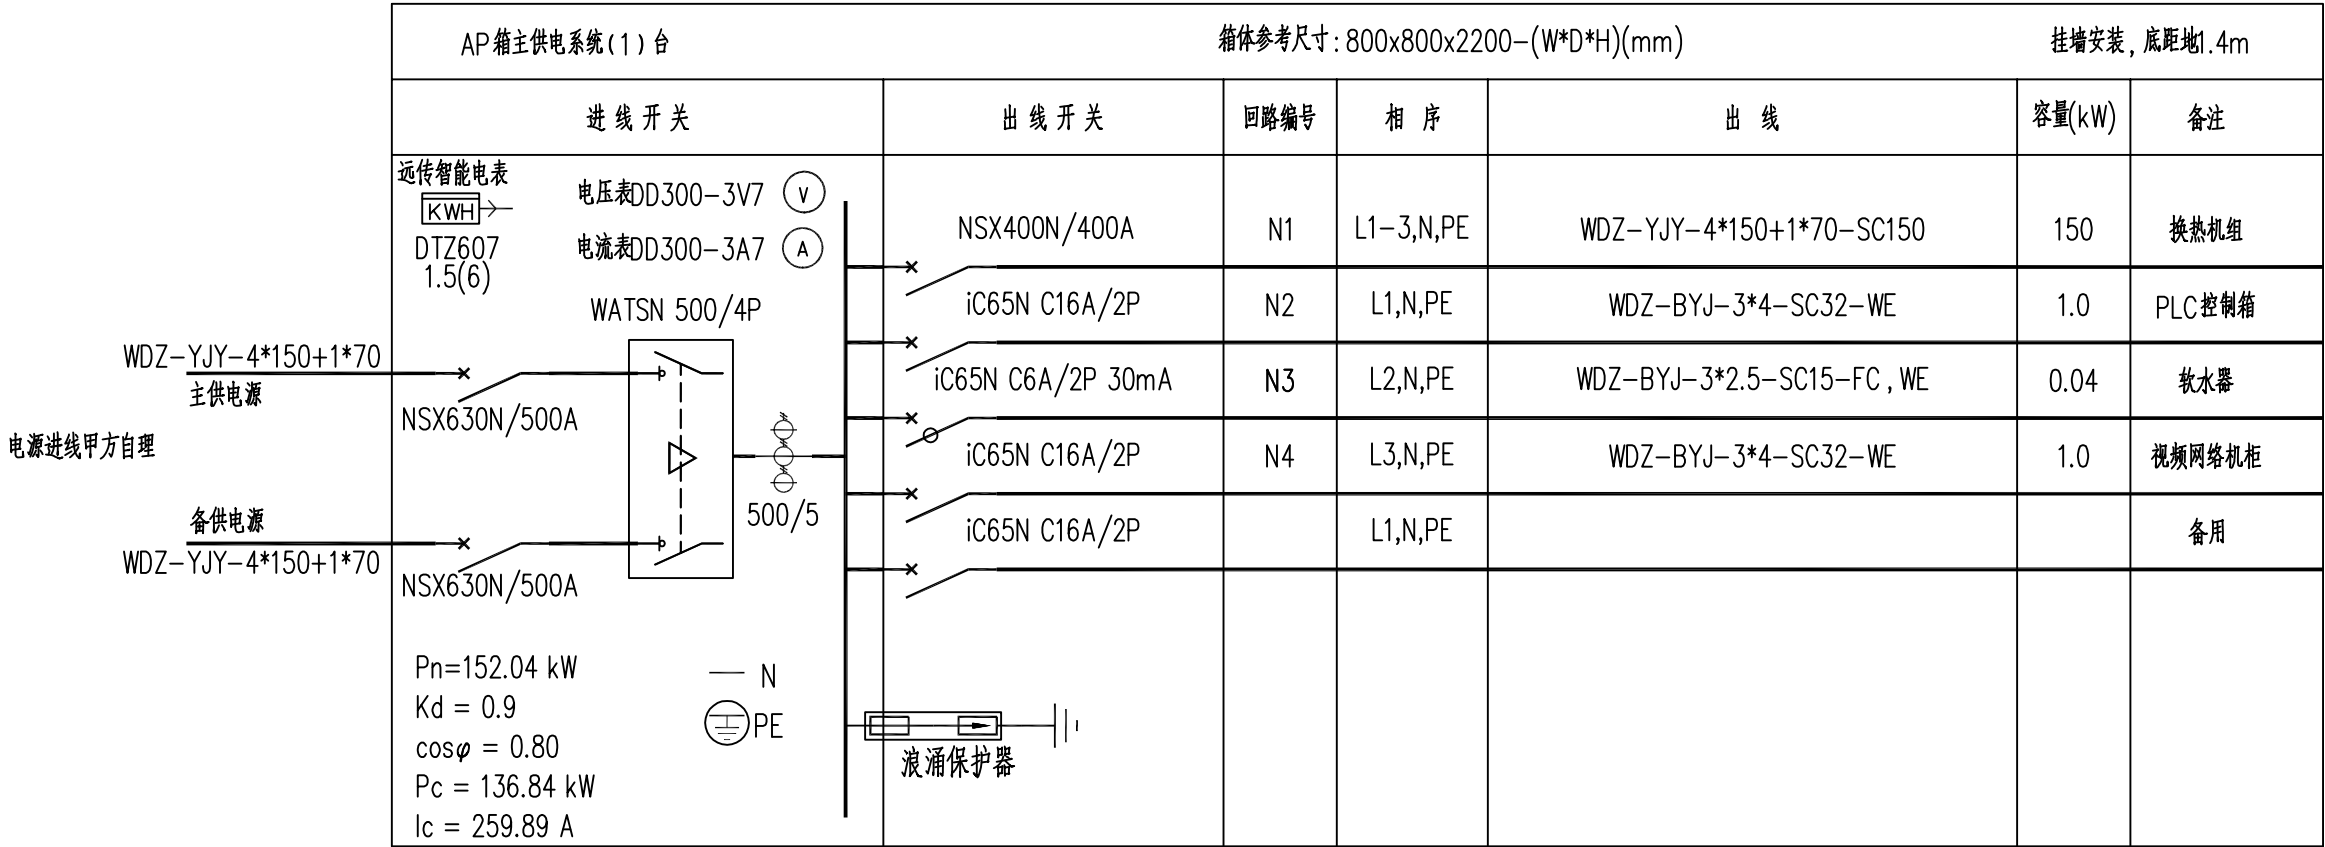 AP箱主供电系统(1)台 箱体参考尺寸:800x800x2200-(W*D*H)(mm) 挂墙安装,底距地1.4m
进线开关 出线开关 回路编号 相序 出线 容量(kW) 备注
远传智能电表
KWH
DTZ607
1.5(6)
电压表DD300-3V7 V
电流表DD300-3A7 A
WATSN 500/4P
WDZ-YJY-4*150+1*70
主供电源
NSX630N/500A
电源进线甲方自理
备供电源
WDZ-YJY-4*150+1*70
NSX630N/500A
500/5
NSX400N/400A N1 L1-3,N,PE WDZ-YJY-4*150+1*70-SC150 150 换热机组
iC65N C16A/2P N2 L1,N,PE WDZ-BYJ-3*4-SC32-WE 1.0 PLC控制箱
iC65N C6A/2P 30mA N3 L2,N,PE WDZ-BYJ-3*2.5-SC15-FC,WE 0.04 软水器
iC65N C16A/2P N4 L3,N,PE WDZ-BYJ-3*4-SC32-WE 1.0 视频网络机柜
iC65N C16A/2P L1,N,PE 备用
Pn=152.04 kW
Kd = 0.9
cosφ = 0.80
Pc = 136.84 kW
Ic = 259.89 A
N
PE
浪涌保护器